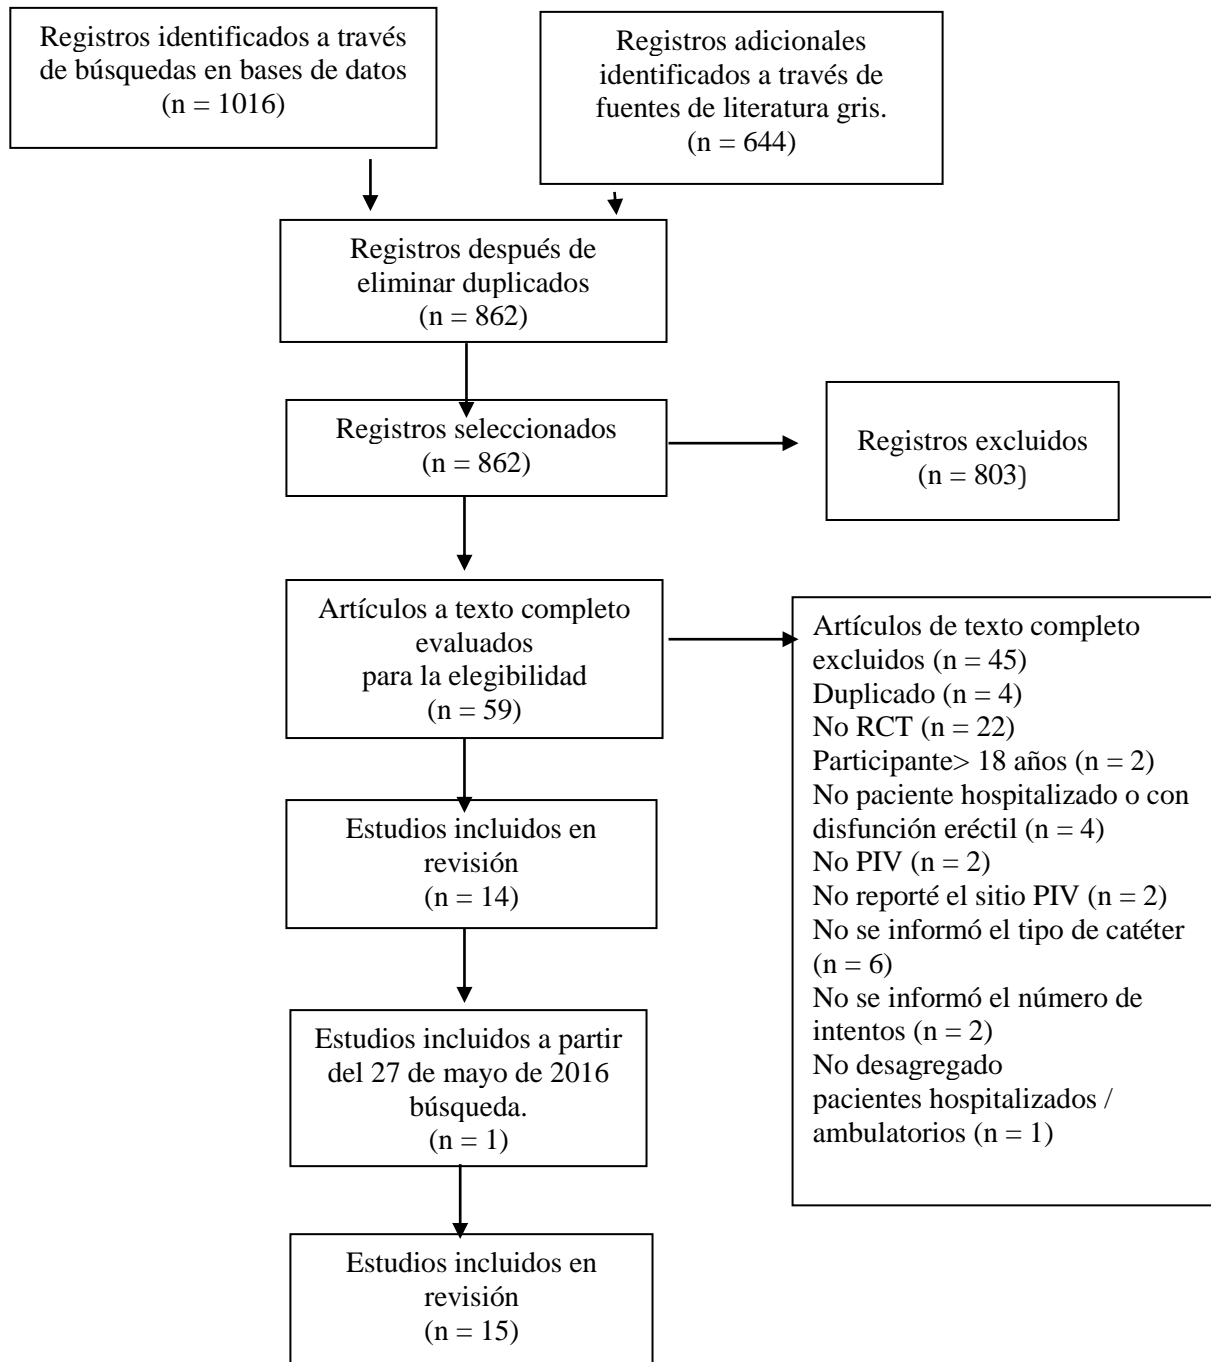 Registros identificados a través
de búsquedas en bases de datos
(n = 1016)
Registros adicionales
identificados a través de
fuentes de literatura gris.
(n = 644)
Registros después de
eliminar duplicados
(n = 862)
Registros seleccionados
(n = 862)
Registros excluidos
(n = 803)
Artículos a texto completo
evaluados
para la elegibilidad
(n = 59)
Artículos de texto completo
excluidos (n = 45)
Duplicado (n = 4)
No RCT (n = 22)
Participante> 18 años (n = 2)
No paciente hospitalizado o con
disfunción eréctil (n = 4)
No PIV (n = 2)
No reporté el sitio PIV (n = 2)
No se informó el tipo de catéter
(n = 6)
No se informó el número de
intentos (n = 2)
No desagregado
pacientes hospitalizados /
ambulatorios (n = 1)
Estudios incluidos en
revisión
(n = 14)
Estudios incluidos a partir
del 27 de mayo de 2016
búsqueda.
(n = 1)
Estudios incluidos en
revisión
(n = 15)